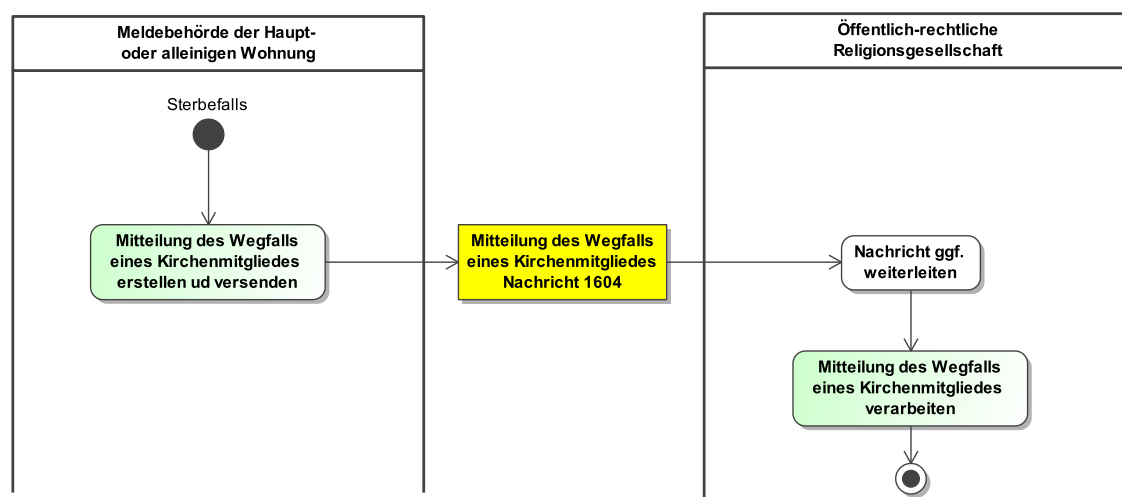 Meldebehörde der Haupt-
oder alleinigen Wohnung
Öffentlich-rechtliche
Religionsgesellschaft
Sterbefalls
Mitteilung des Wegfalls
eines Kirchenmitgliedes
erstellen ud versenden
Mitteilung des Wegfalls
eines Kirchenmitgliedes
Nachricht 1604
Nachricht ggf.
weiterleiten
Mitteilung des Wegfalls
eines Kirchenmitgliedes
verarbeiten